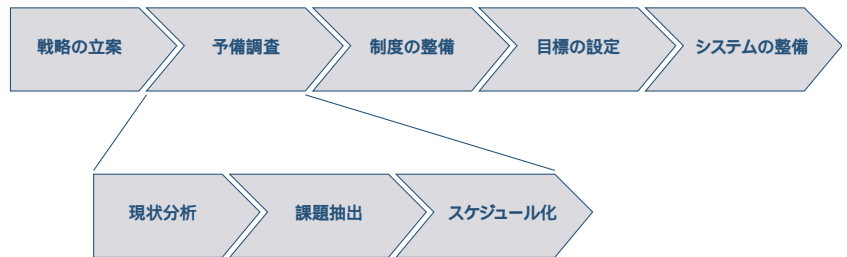 戦略の立案
予備調査
制度の整備
目標の設定
システムの整備
現状分析
課題抽出
スケジュール化